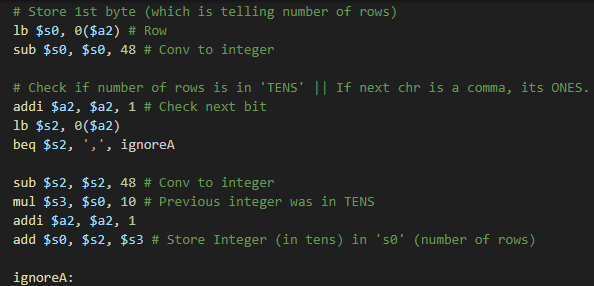 # Store 1st byte (which is telling number of rows)
lb $s0, 0($a2) # Row
sub $s0, $s0, 48 # Conv to integer
# Check if number of rows is in 'TENS' || If next chr is a comma, its ONES.
addi $a2, $a2, 1 # Check next bit
lb $s2, 0($a2)
beq $s2, ',', ignoreA
sub $s2, $s2, 48 # Conv to integer
mul $s3, $s0, 10 # Previous integer was in TENS
addi $a2, $a2, 1
add $s0, $s2, $s3 # Store Integer (in tens) in 's0' (number of rows)
ignoreA: